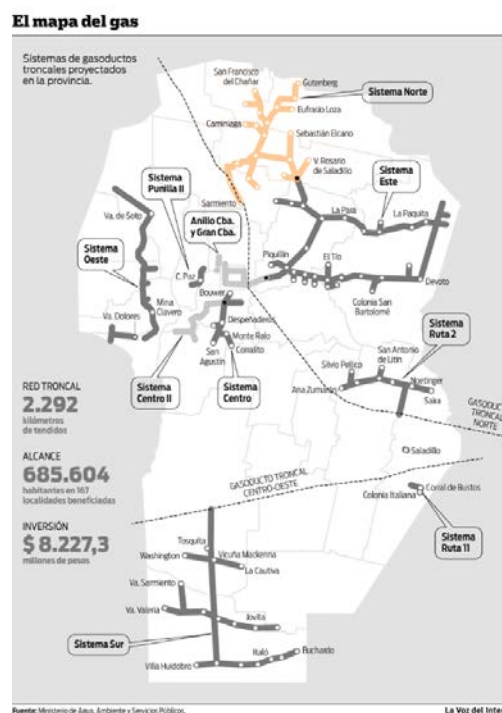 El mapa del gas
Sistemas de gasoductos
troncales proyectados
en la provincia.
San Francisco
del Chañar
Gutenberg
Sistema Norte
Eufrasio Loza
Caminiaga
Sebastián Elcano
V. Rosario
de Saladillo
Sistema
Este
Sistema
Punilla II
Sarmiento
La Para
La Paquita
Va. de Soto
Anillo Cba.
y Gran Cba.
Sistema
Oeste
Piquillín
El Tío
C. Paz
Devoto
Bouwer
Mina
Clavero
Colonia San
Bartolomé
Va. Dolores
Despeñaderos
Monte Ralo
San
Agustín
Corralito
Sistema
Ruta 2
San Antonio
de Litín
Silvio Pellico
Nortinger
Ana Zumarán
Saira
Sistema
Centro II
Sistema
Centro
RED TRONCAL
2.292
kilómetros
de tendidos
GASODUCTO
TRONCAL
NORTE
ALCANCE
685.604
habitantes en 167
localidades beneficiadas
Saladillo
GASODUCTO TRONCAL
CENTRO-OESTE
Corral de Bustos
Colonia Italiana
INVERSIÓN
$ 8.227,3
millones de pesos
Sistema
Ruta 11
Tosquita
Washington
Vicuña Mackenna
La Cautiva
Va. Sarmiento
Va. Valeria
Jovita
Sistema Sur
Italó
Buchardo
Villa Huidobro
Fuente: Ministerio de Agua, Ambiente y Servicios Públicos.
La Voz del Inter